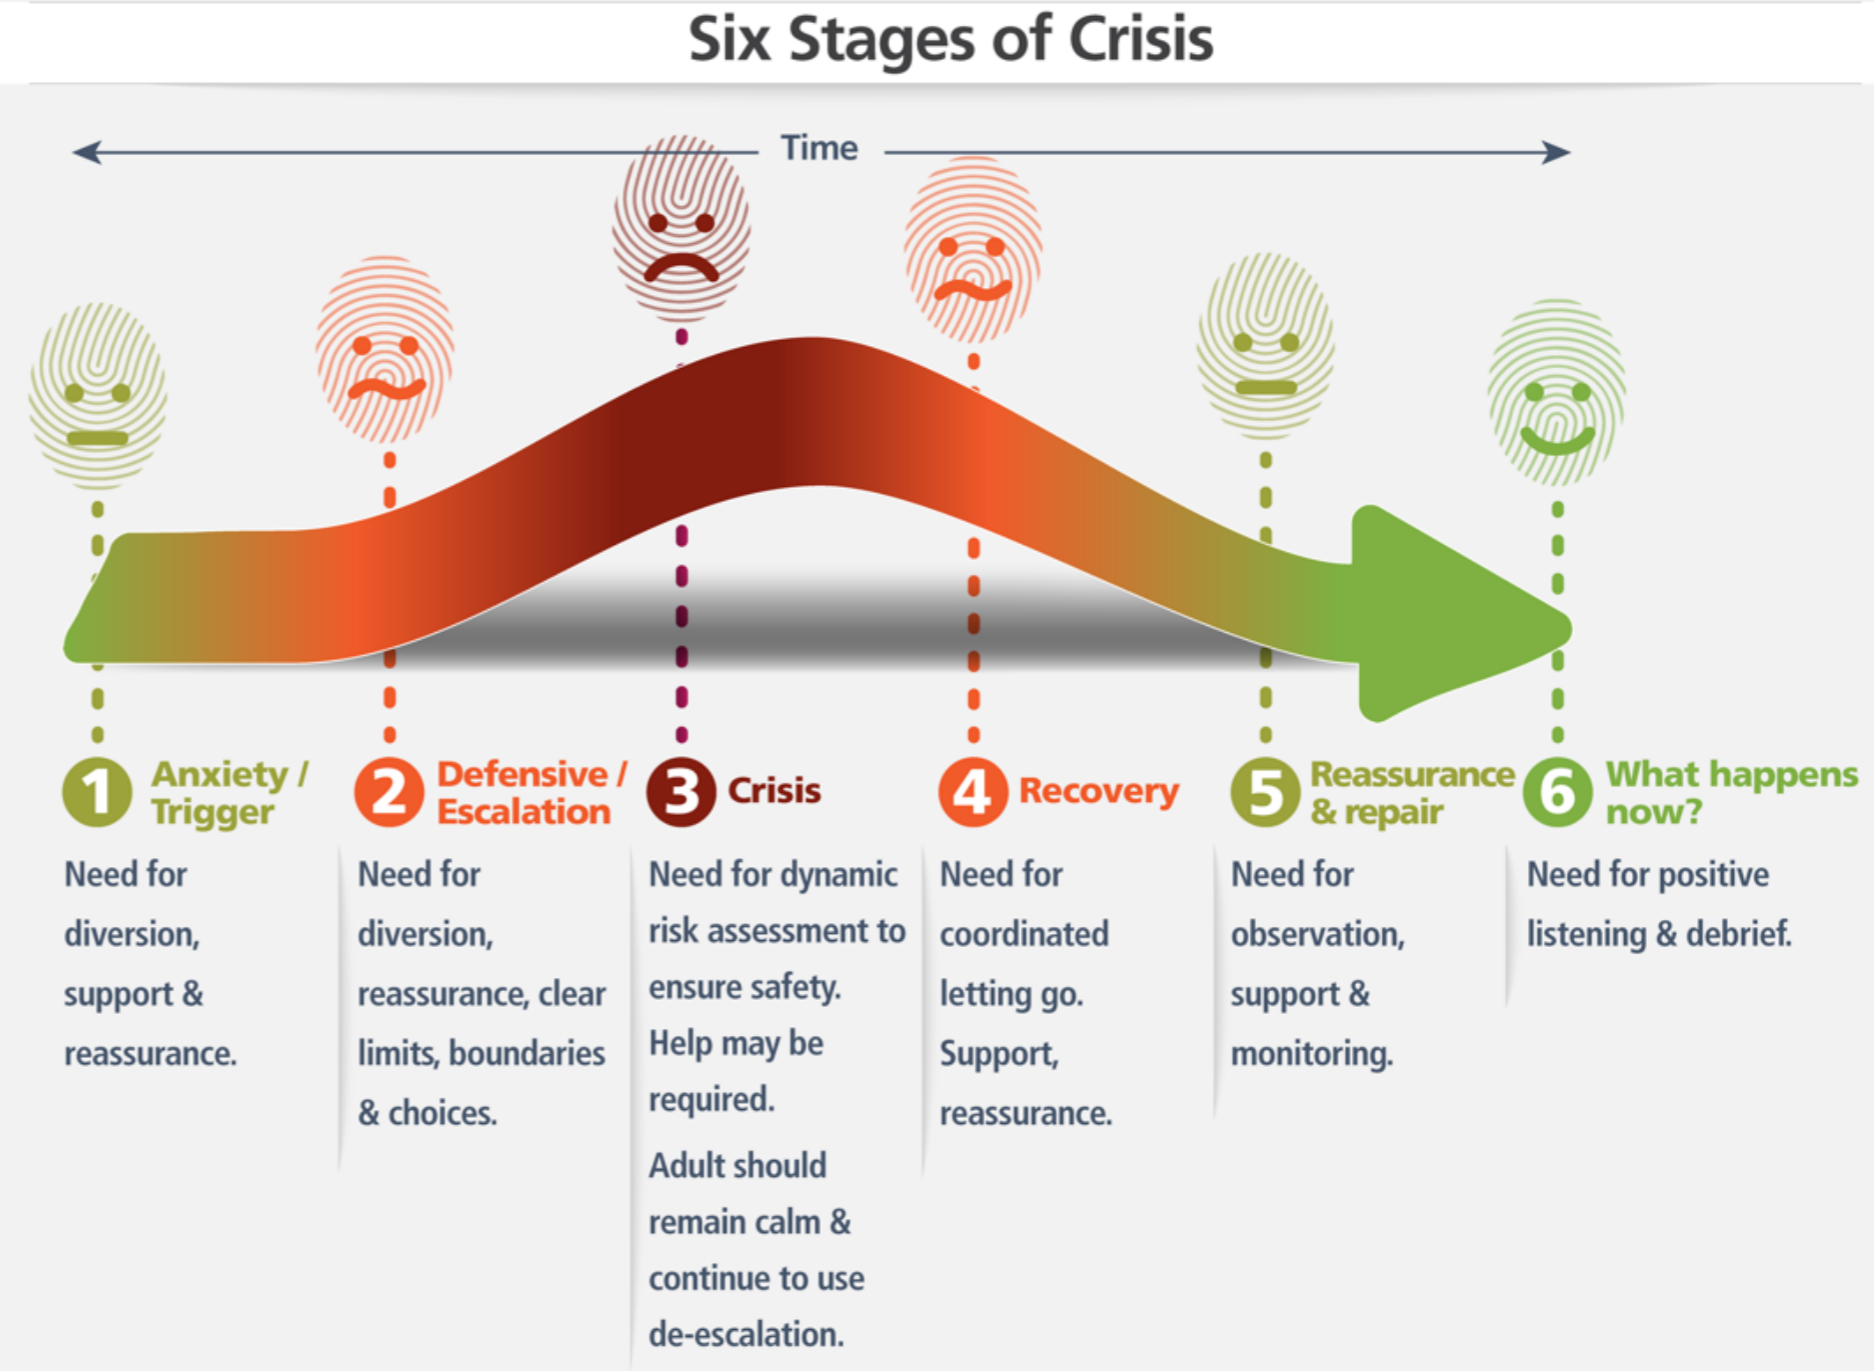 Six Stages of Crisis
Time
1
Anxiety /
Trigger
Need for
diversion,
support &
reassurance.
2
Defensive /
Escalation
Need for
diversion,
reassurance, clear
limits, boundaries
& choices.
3
Crisis
Need for dynamic
risk assessment to
ensure safety.
Help may be
required.
Adult should
remain calm &
continue to use
de-escalation.
4
Recovery
Need for
coordinated
letting go.
Support,
reassurance.
5
Reassurance
& repair
Need for
observation,
support &
monitoring.
6
What happens
now?
Need for positive
listening & debrief.